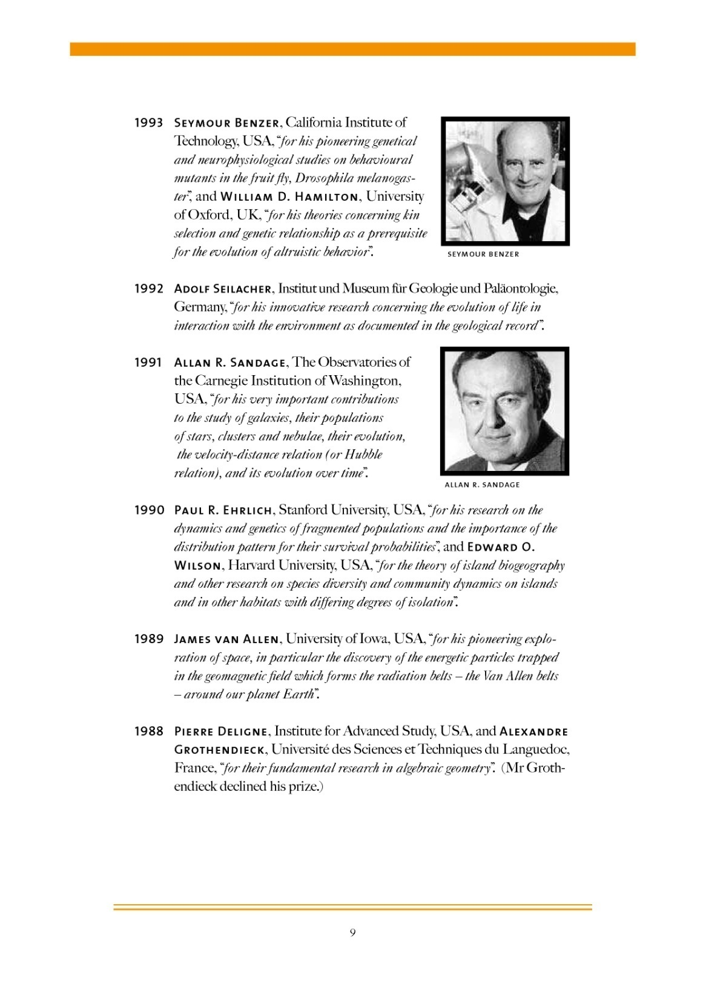 1993 SEYMOUR BENZER, California Institute of
Technology, USA, “for his pioneering genetical
and neurophysiological studies on behavioural
mutants in the fruit fly, Drosophila melanogas-
ter”, and WILLIAM D. HAMILTON, University
of Oxford, UK, “for his theories concerning kin
selection and genetic relationship as a prerequisite
for the evolution of altruistic behavior”.
SEYMOUR BENZER
1992 ADOLF SEILACHER, Institut und Museum für Geologie und Paläontologie,
Germany, “for his innovative research concerning the evolution of life in
interaction with the environment as documented in the geological record”.
1991 ALLAN R. SANDAGE, The Observatories of
the Carnegie Institution of Washington,
USA, “for his very important contributions
to the study of galaxies, their populations
of stars, clusters and nebulae, their evolution,
the velocity-distance relation (or Hubble
relation), and its evolution over time”.
ALLAN R. SANDAGE
1990 PAUL R. EHRLICH, Stanford University, USA, “for his research on the
dynamics and genetics of fragmented populations and the importance of the
distribution pattern for their survival probabilities”, and EDWARD O.
WILSON, Harvard University, USA, “for the theory of island biogeography
and other research on species diversity and community dynamics on islands
and in other habitats with differing degrees of isolation”.
1989 JAMES VAN ALLEN, University of Iowa, USA, “for his pioneering explo-
ration of space, in particular the discovery of the energetic particles trapped
in the geomagnetic field which forms the radiation belts – the Van Allen belts
– around our planet Earth”.
1988 PIERRE DELIGNE, Institute for Advanced Study, USA, and ALEXANDRE
GROTHENDIECK, Université des Sciences et Techniques du Languedoc,
France, “for their fundamental research in algebraic geometry”. (Mr Groth-
endieck declined his prize.)
9